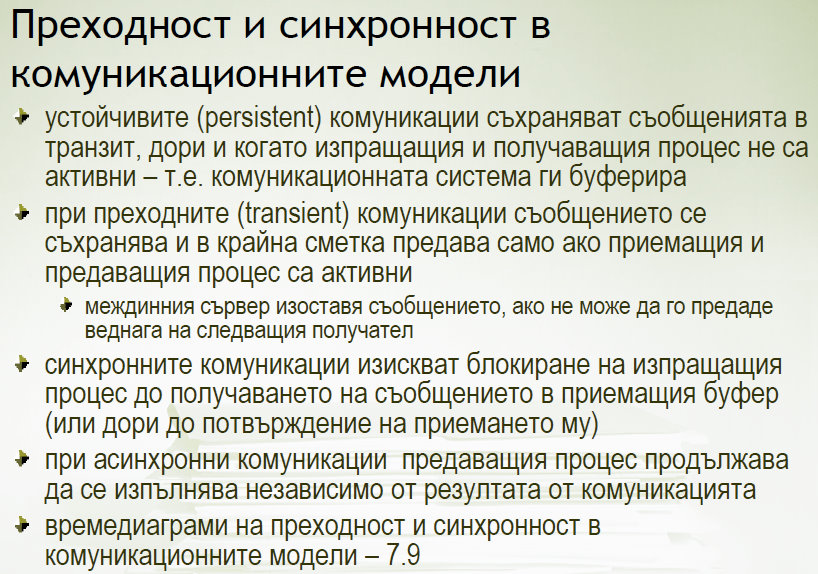 Преходност и синхронност в
комуникационните модели
устойчивите (persistent) комуникации съхраняват съобщенията в
транзит, дори и когато изпращащия и получаващия процес не са
активни – т.е. комуникационната система ги буферира
при преходните (transient) комуникации съобщението се
съхранява и в крайна сметка предава само ако приемащия и
предаващия процес са активни
междинния сървер изоставя съобщението, ако не може да го предаде
веднага на следващия получател
синхронните комуникации изискват блокиране на изпращащия
процес до получаването на съобщението в приемащия буфер
(или дори до потвърждение на приемането му)
при асинхронни комуникации предаващия процес продължава
да се изпълнява независимо от резултата от комуникацията
времедиаграми на преходност и синхронност в
комуникационните модели – 7.9